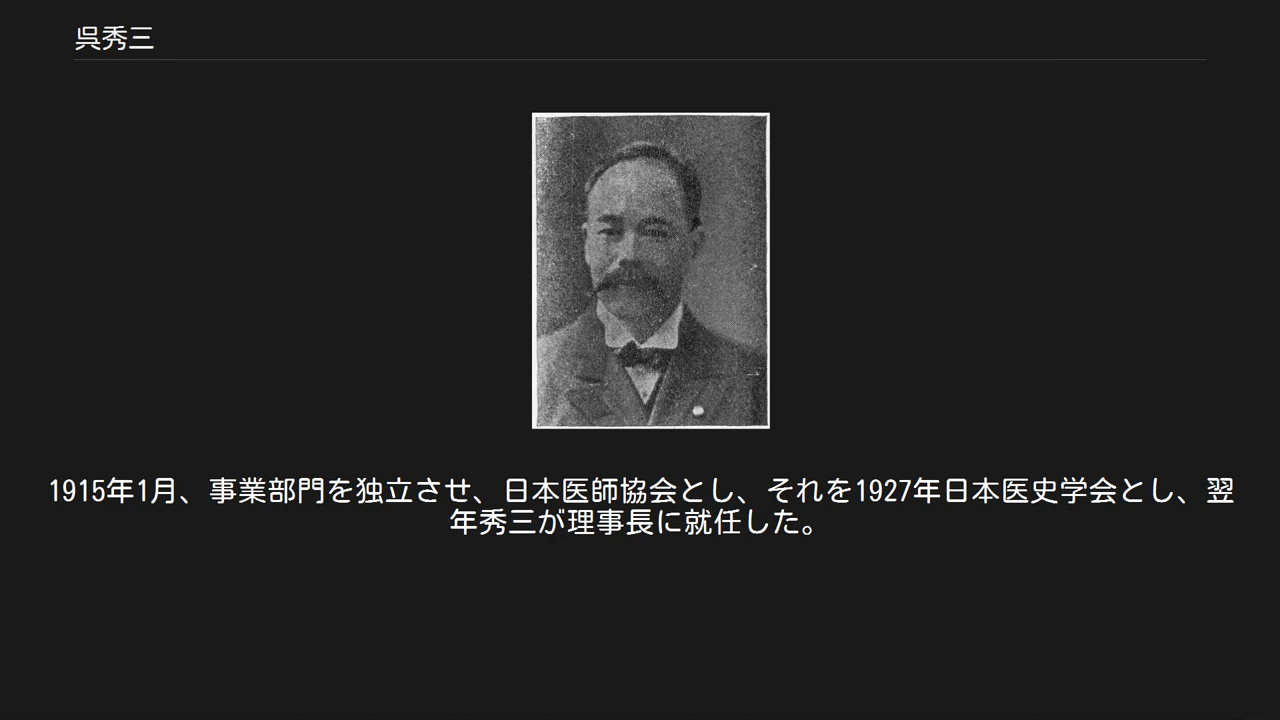 呉秀三
1915年1月、事業部門を独立させ、日本医師協会とし、それを1927年日本医史学会とし、翌
年秀三が理事長に就任した。